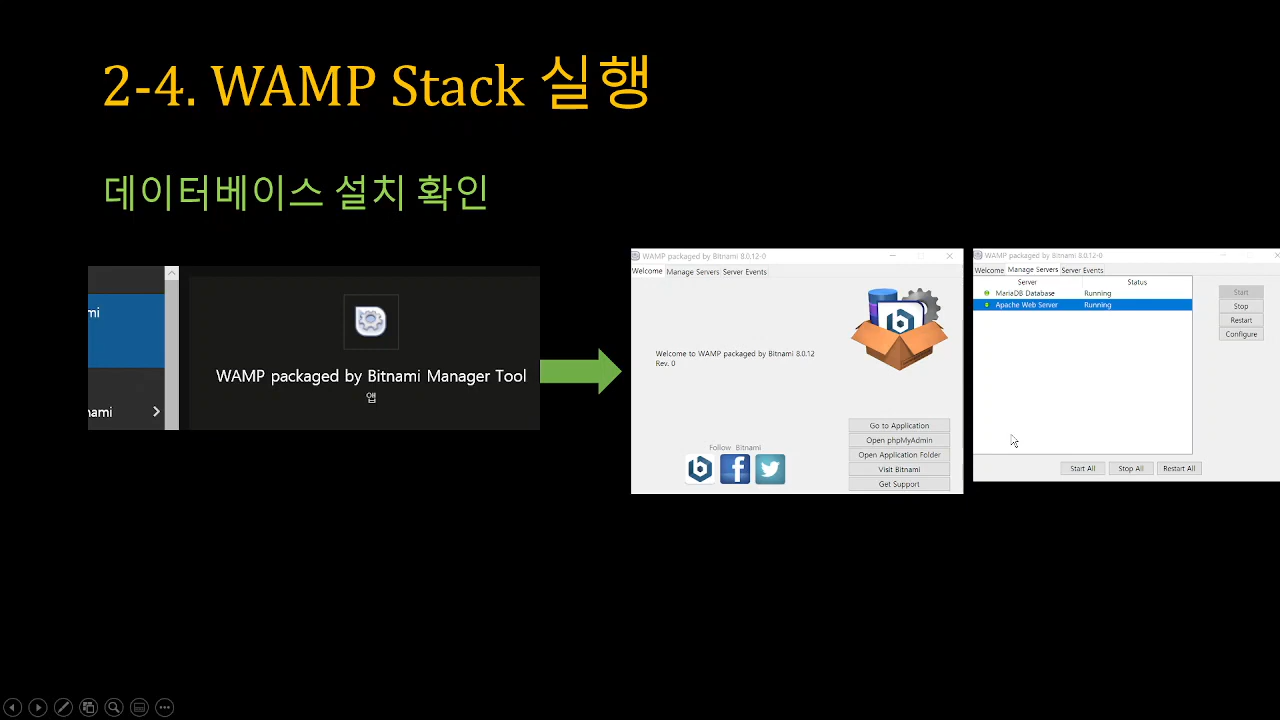 2-4. WAMP Stack 실행
데이터베이스 설치 확인
mi
nami
WAMP packaged by Bitnami Manager Tool
앱
WAMP packaged by Bitnami 8.0.12-0
Welcome Manage Servers Server Events
Welcome to WAMP packaged by Bitnami 8.0.12
Rev. 0
Go to Application
Open phpMyAdmin
Open Application Folder
Visit Bitnami
Get Support
Follow Bitnami
WAMP packaged by Bitnami 8.0.12-0
Welcome Manage Servers Server Events
Server Status
MariaDB Database Running
Apache Web Server Running
Start
Stop
Restart
Configure
Start All Stop All Restart All